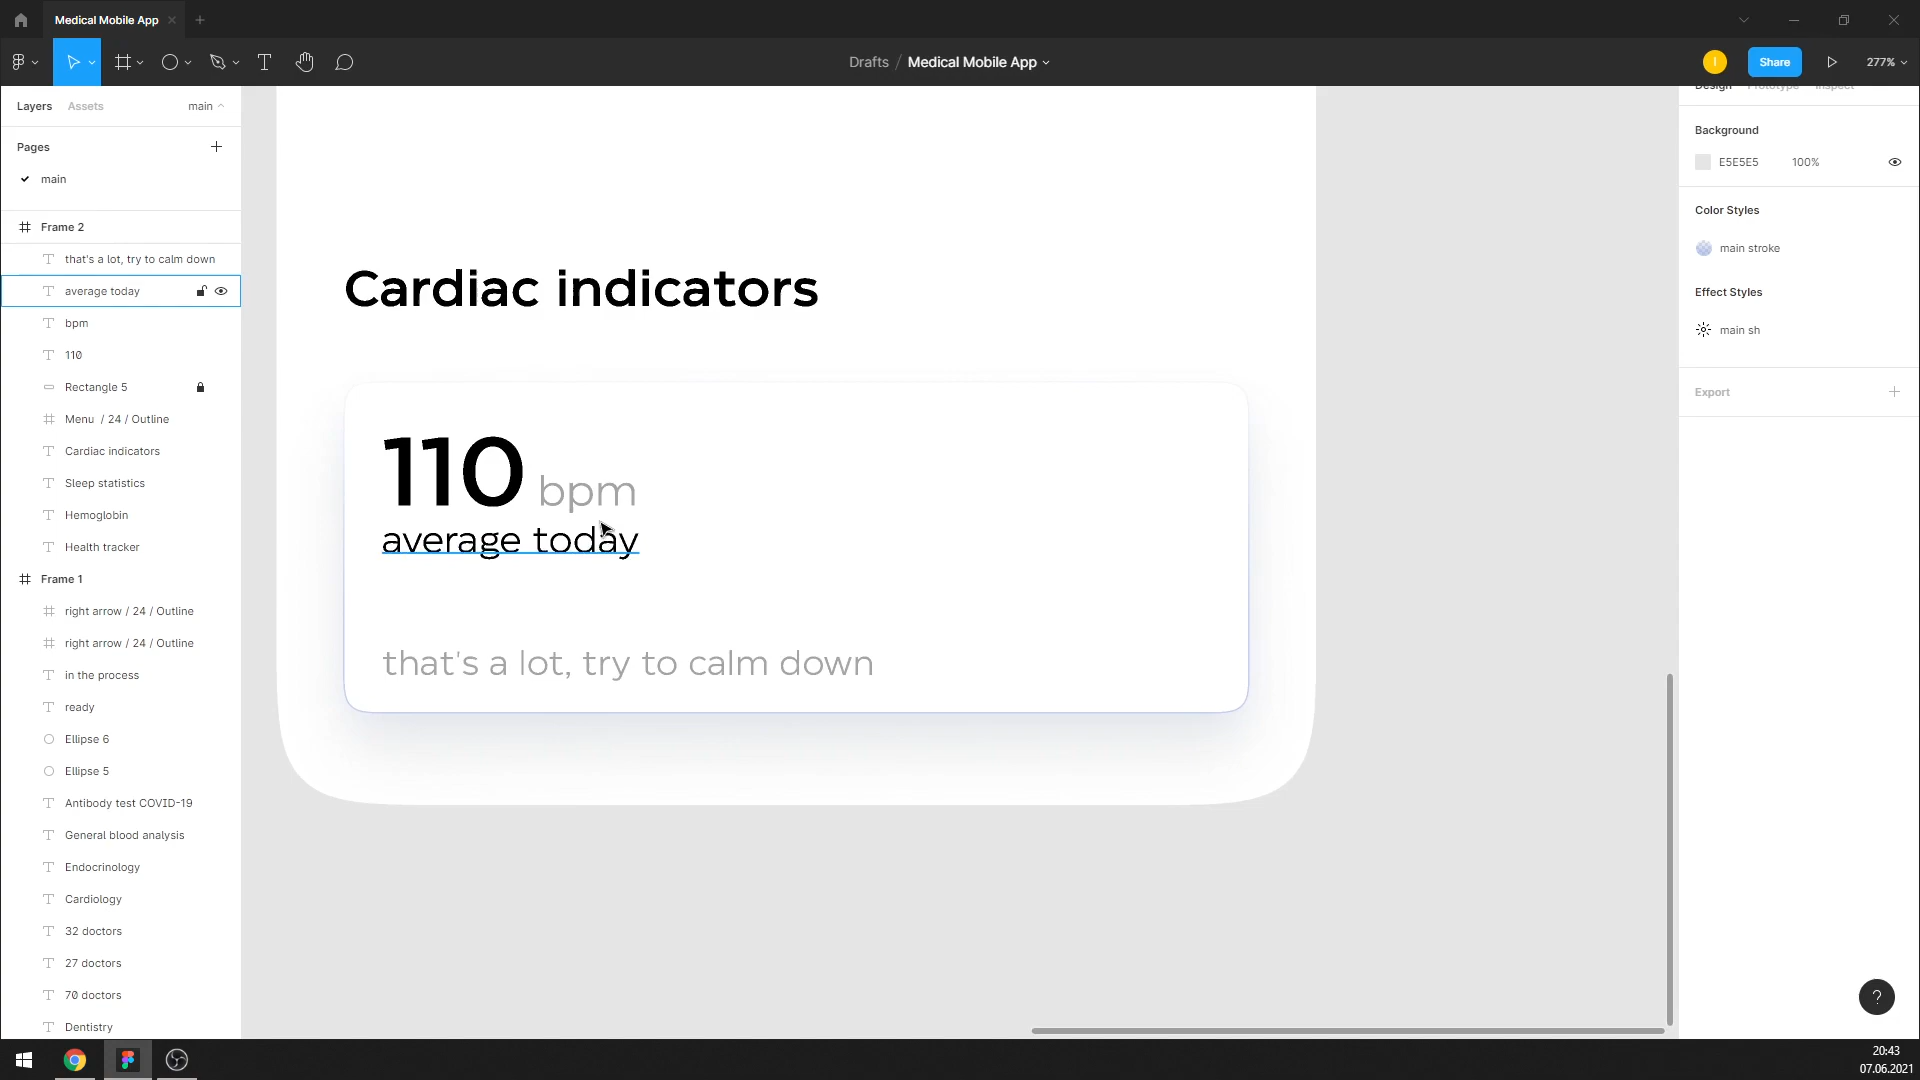 Medical Mobile App
Drafts / Medical Mobile App
I
Share
277%
Layers
Assets
main
Pages
main
Frame 2
that's a lot, try to calm down
average today
bpm
110
Rectangle 5
Menu / 24 / Outline
Cardiac indicators
Sleep statistics
Hemoglobin
Health tracker
Frame 1
right arrow / 24 / Outline
right arrow / 24 / Outline
in the process
ready
Ellipse 6
Ellipse 5
Antibody test COVID-19
General blood analysis
Endocrinology
Cardiology
32 doctors
27 doctors
70 doctors
Dentistry
Cardiac indicators
110 bpm
average today
that's a lot, try to calm down
Design Prototype Inspect
Background
E5E5E5 100%
Color Styles
main stroke
Effect Styles
main sh
Export
?
20:43
07.06.2021